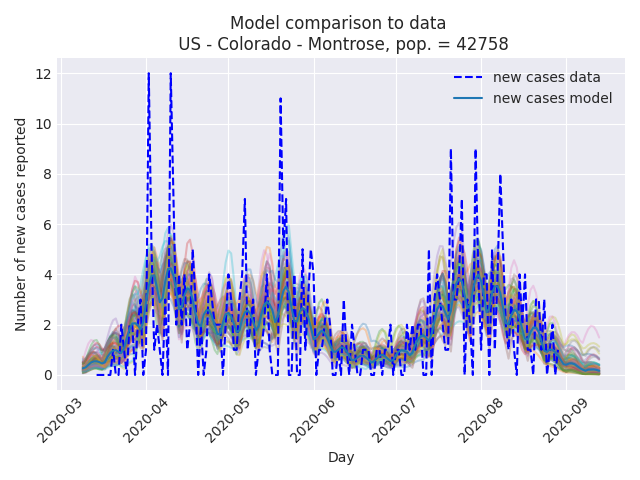 Model comparison to data
US - Colorado - Montrose, pop. = 42758
new cases data
new cases model
Number of new cases reported
12
10
8
6
4
2
0
2020-03
2020-04
2020-05
2020-06
2020-07
2020-08
2020-09
Day